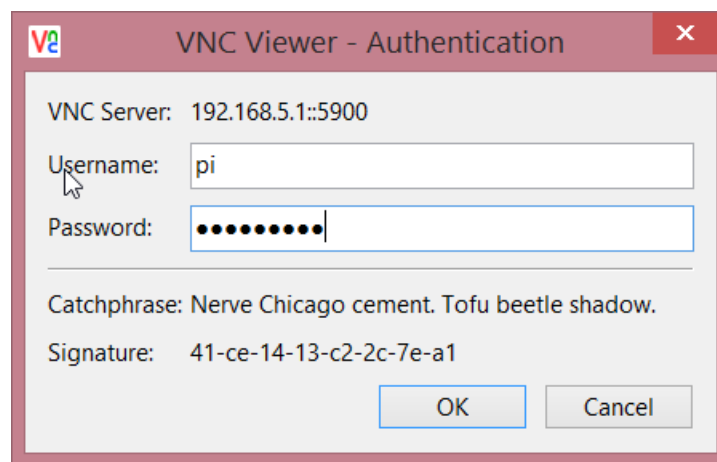 VNC Viewer - Authentication
VNC Server: 192.168.5.1::5900
Username: pi
Password: ●●●●●●●●●
Catchphrase: Nerve Chicago cement. Tofu beetle shadow.
Signature: 41-ce-14-13-c2-2c-7e-a1
OK Cancel